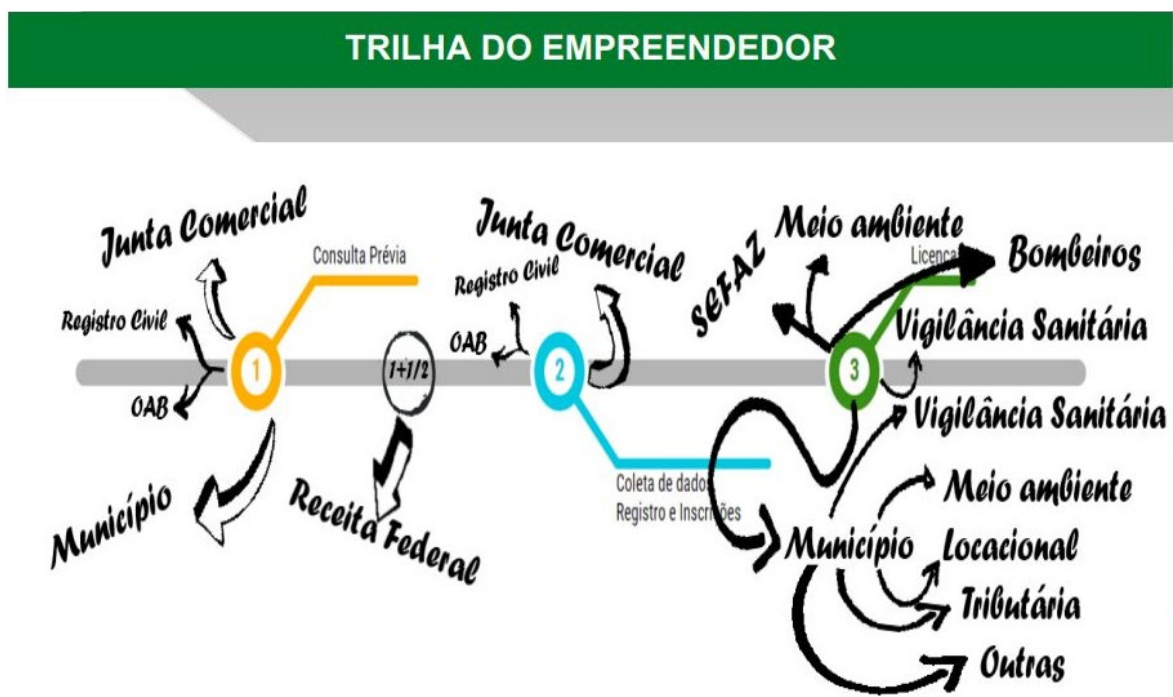 TRILHA DO EMPREENDEDOR
Junta Comercial
Consulta Prévia
Registro Civil
1
OAB
Município
1+1/2
Receita Federal
Junta Comercial
Registro Civil
OAB
2
Coleta de dados,
Registro e Inscrições
SEFAZ
Meio ambiente
Licença
Bombeiros
3
Vigilância Sanitária
Vigilância Sanitária
Município
Meio ambiente
Locacional
Tributária
Outras